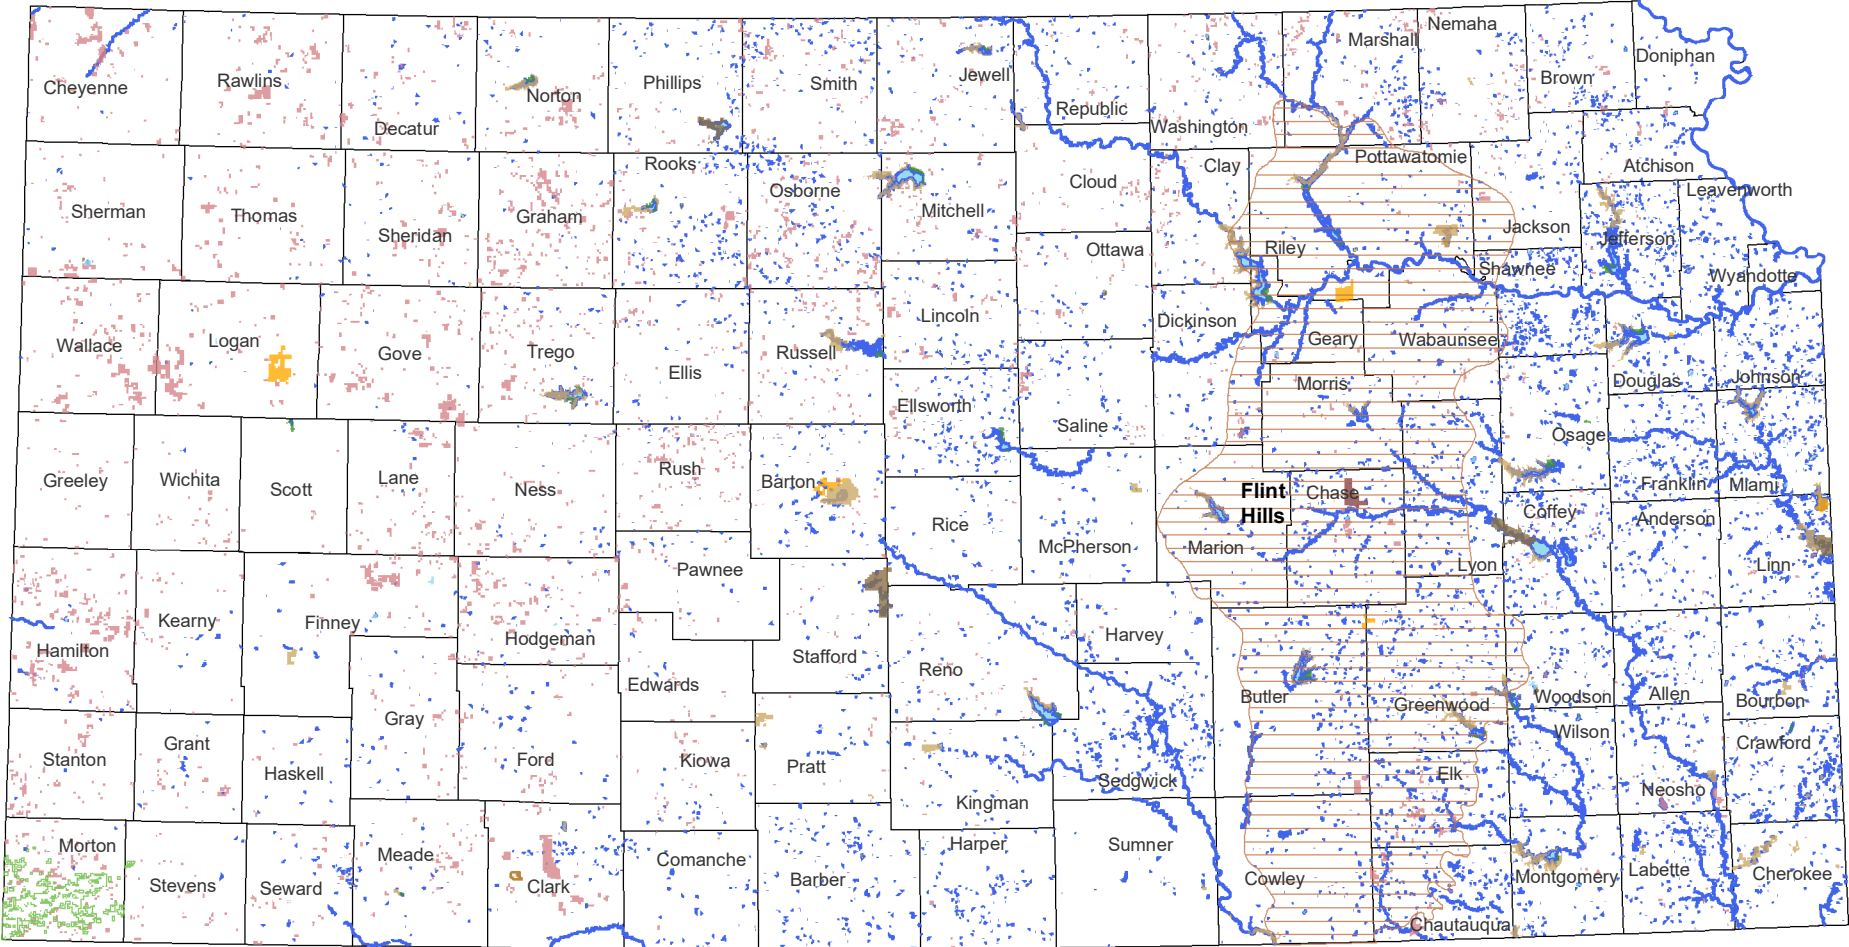 Cheyenne
Rawlins
Decatur
Norton
Phillips
Smith
Jewell
Republic
Washington
Marshall
Nemaha
Brown
Doniphan
Sherman
Thomas
Sheridan
Graham
Rooks
Osborne
Mitchell
Cloud
Clay
Riley
Pottawatomie
Jackson
Atchison
Jefferson
Leavenworth
Wyandotte
Shawnee
Ottawa
Wallace
Logan
Gove
Trego
Ellis
Russell
Lincoln
Dickinson
Geary
Wabaunsee
Douglas
Johnson
Ellsworth
Saline
Morris
Osage
Franklin
Miami
Greeley
Wichita
Scott
Lane
Ness
Rush
Barton
Rice
McPherson
Flint
Hills
Marion
Chase
Lyon
Coffey
Anderson
Linn
Hamilton
Kearny
Finney
Hodgeman
Pawnee
Edwards
Stafford
Reno
Harvey
Butler
Greenwood
Woodson
Allen
Bourbon
Stanton
Grant
Haskell
Gray
Ford
Kiowa
Pratt
Kingman
Sedgwick
Elk
Wilson
Neosho
Crawford
Morton
Stevens
Seward
Meade
Clark
Comanche
Barber
Harper
Sumner
Cowley
Chautauqua
Montgomery
Labette
Cherokee